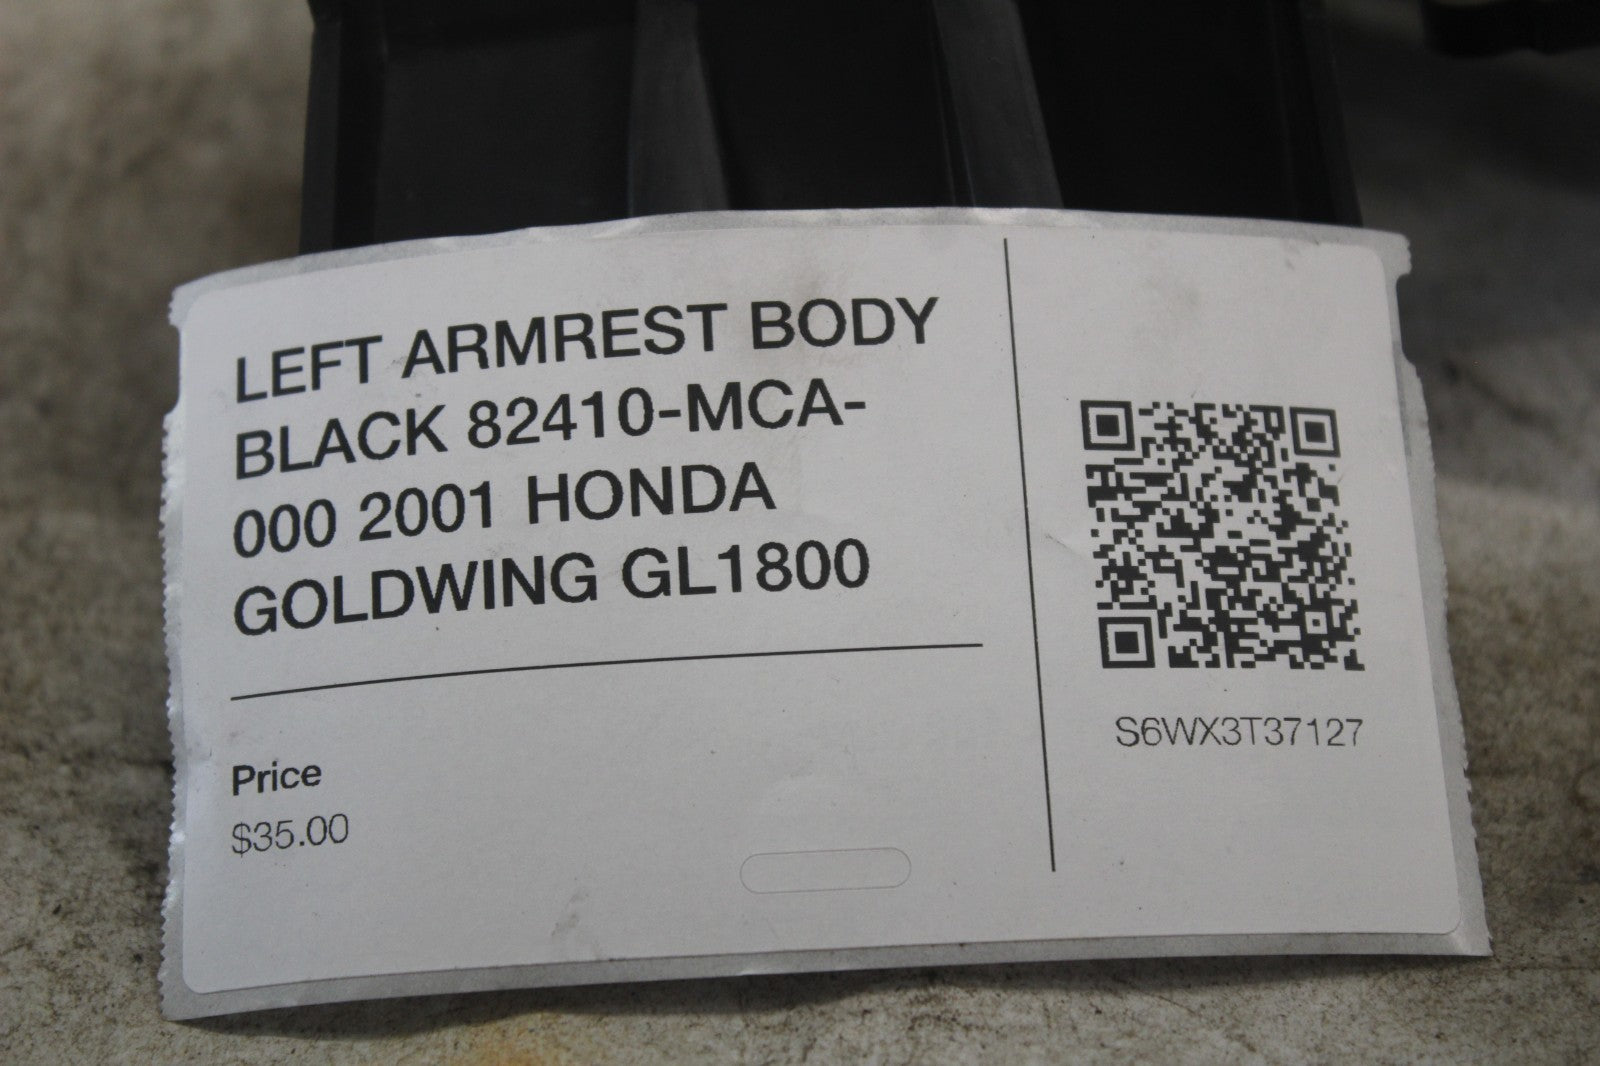 LEFT ARMREST BODY
BLACK 82410-MCA-
000 2001 HONDA
GOLDWING GL1800
Price
$35.00
S6WX3T37127